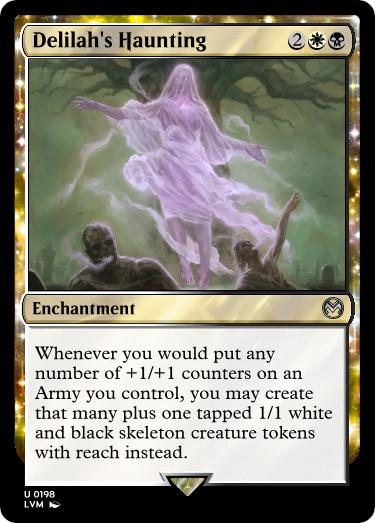 Delilah's Haunting 2
Enchantment
Whenever you would put any
number of +1/+1 counters on an
Army you control, you may create
that many plus one tapped 1/1 white
and black skeleton creature tokens
with reach instead.
U 0198
LVM